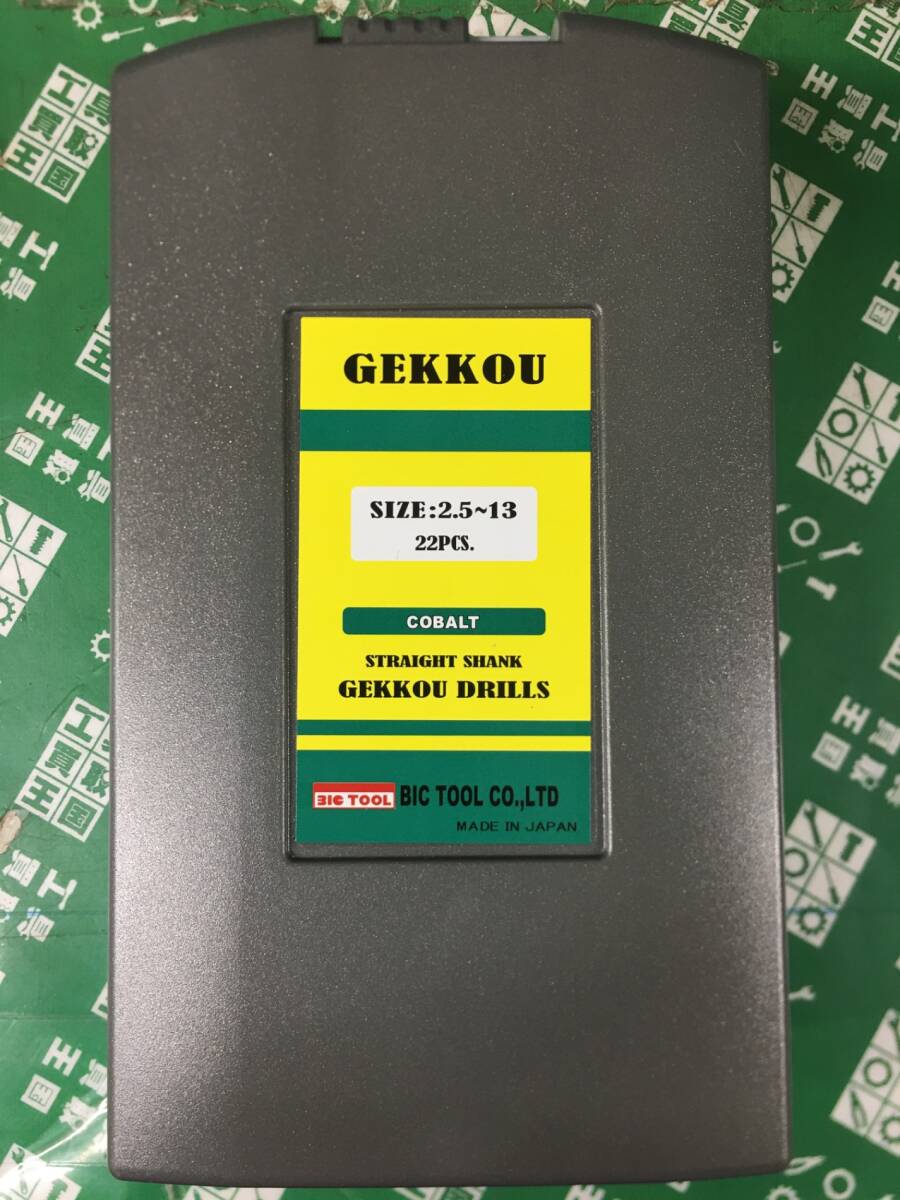 GEKKOU
SIZE:2.5~13
22PCS.
COBALT
STRAIGHT SHANK
GEKKOU DRILLS
BIC TOOL BIC TOOL CO.,LTD
MADE IN JAPAN